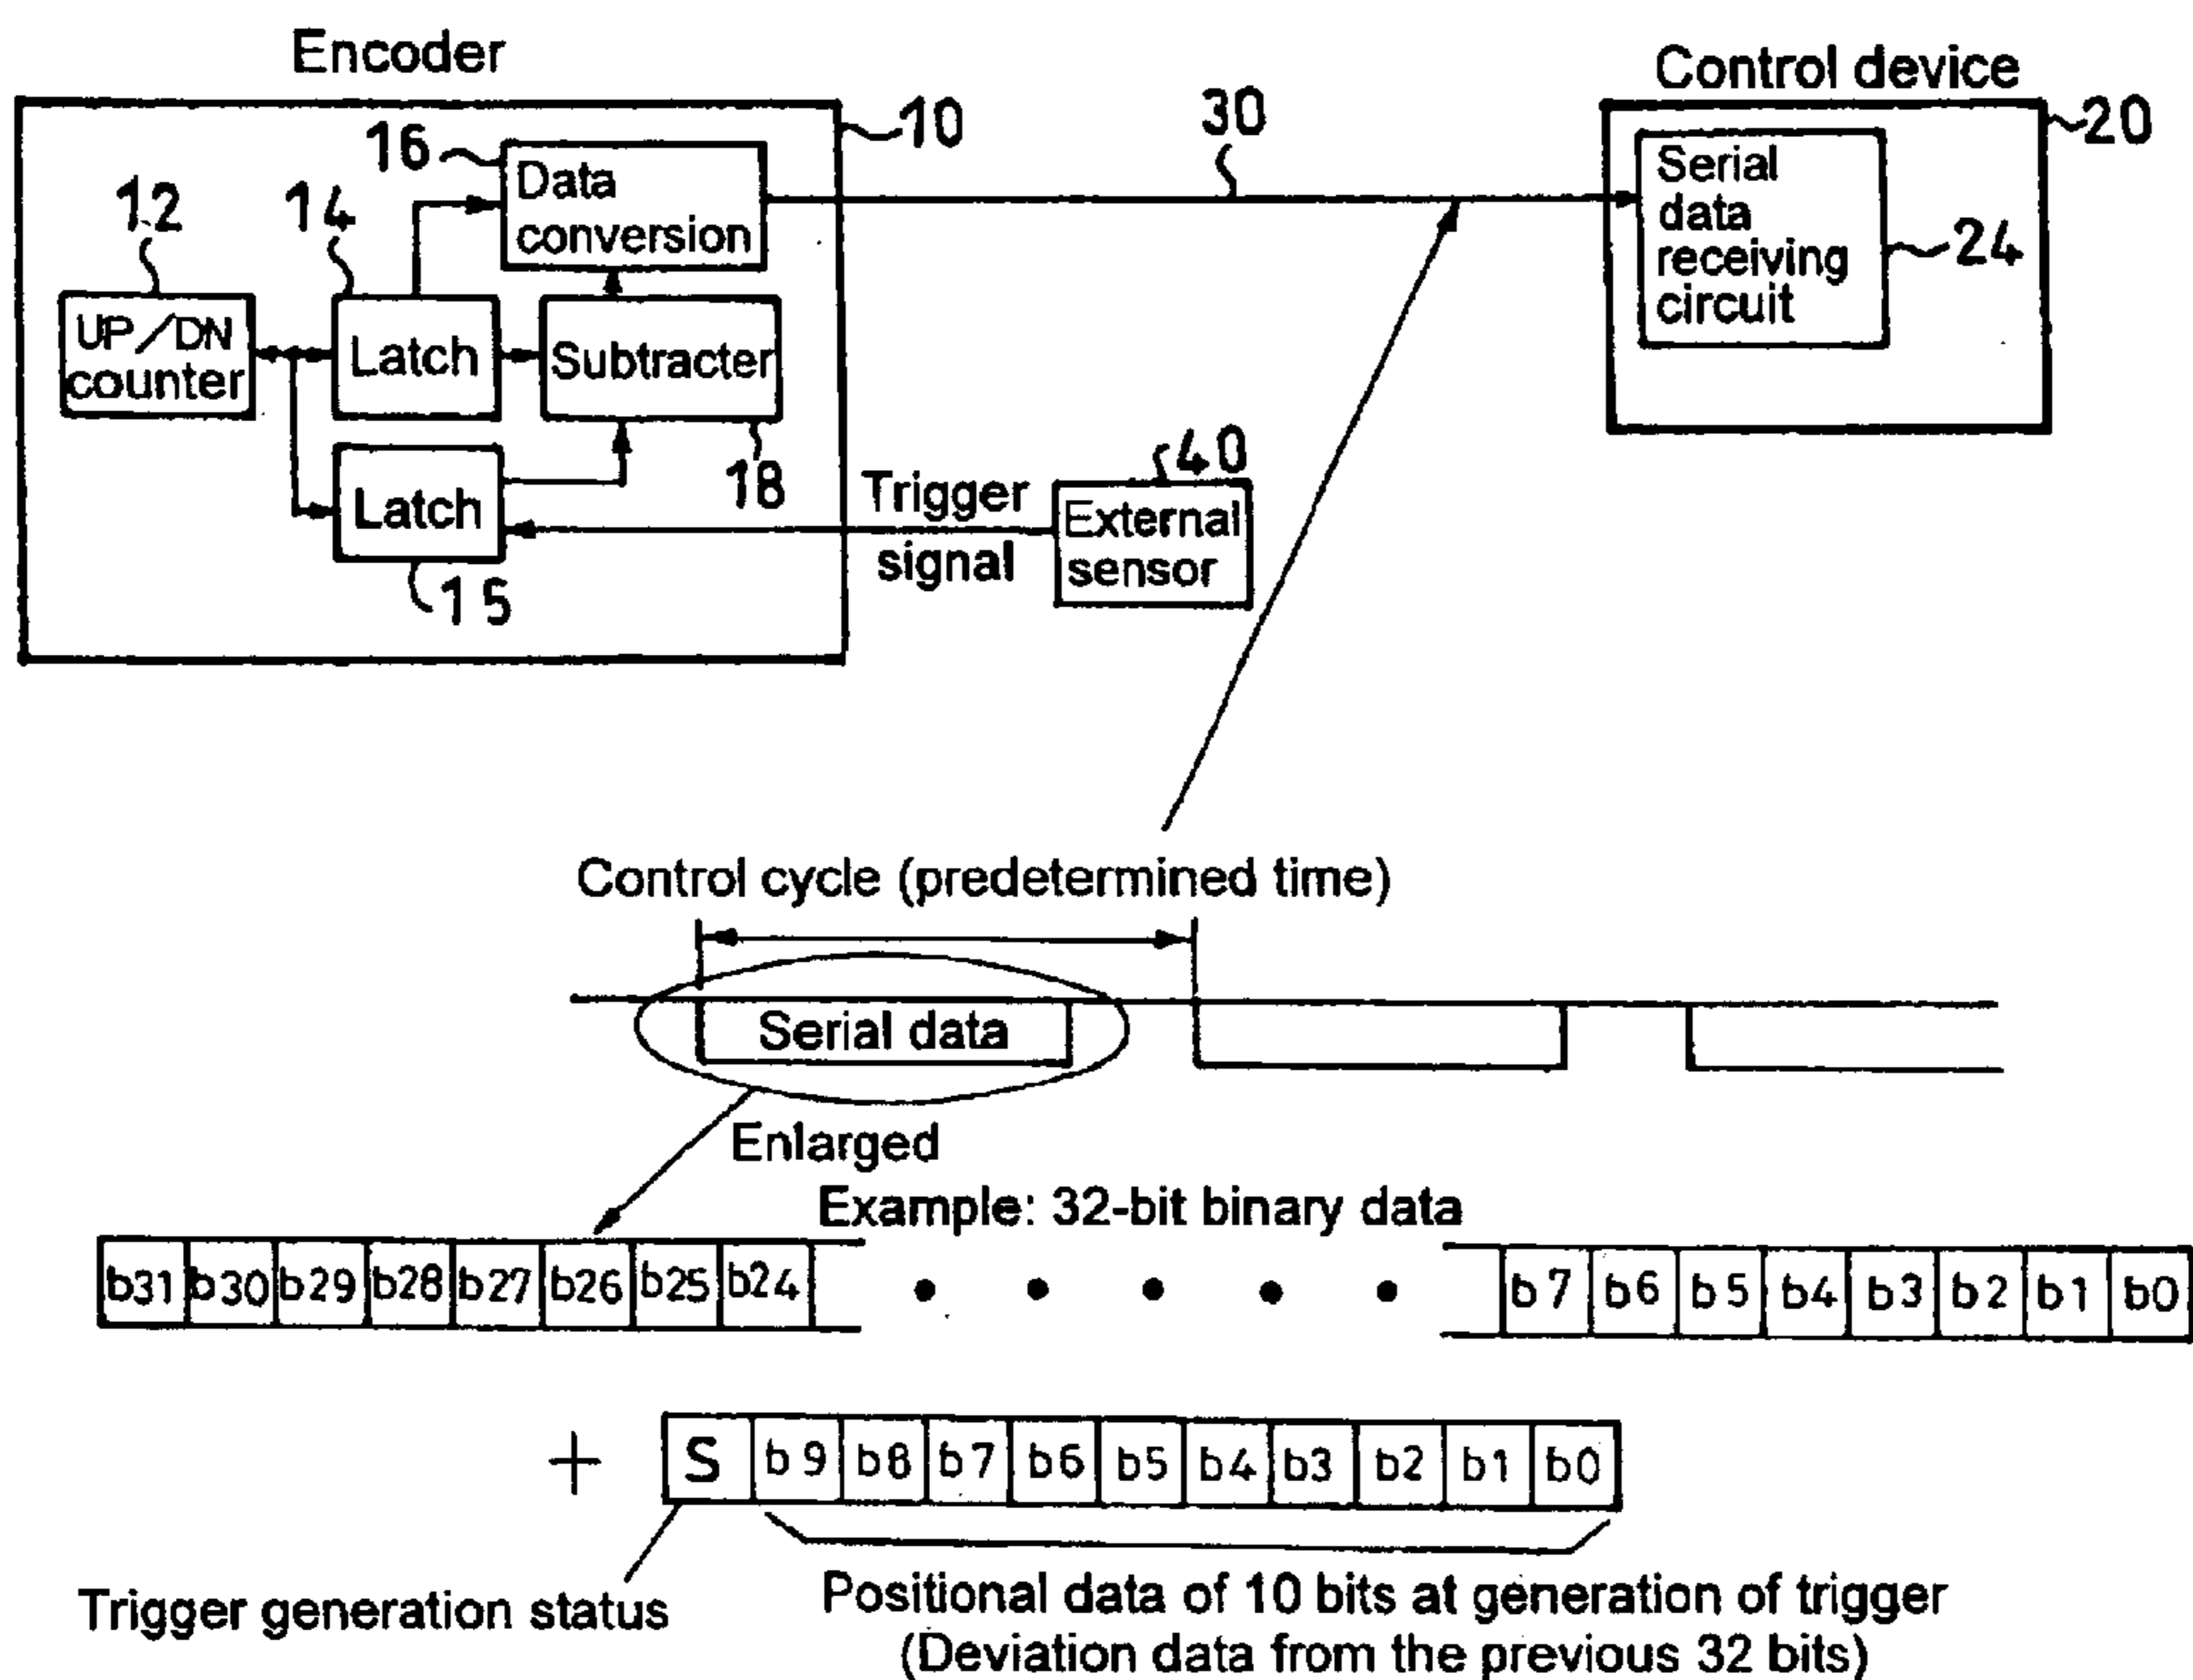 Encoder
Control device
10
30
20
16
Data
conversion
Serial
data
receiving
circuit
24
12
14
UP/DN
counter
Latch
Subtracter
18
Latch
15
Trigger
signal
40
External
sensor
Control cycle (predetermined time)
Serial data
Enlarged
Example: 32-bit binary data
b31 b30 b29 b28 b27 b26 b25 b24 • • • • • b7 b6 b5 b4 b3 b2 b1 b0
+ S b9 b8 b7 b6 b5 b4 b3 b2 b1 b0
Trigger generation status
Positional data of 10 bits at generation of trigger
(Deviation data from the previous 32 bits)